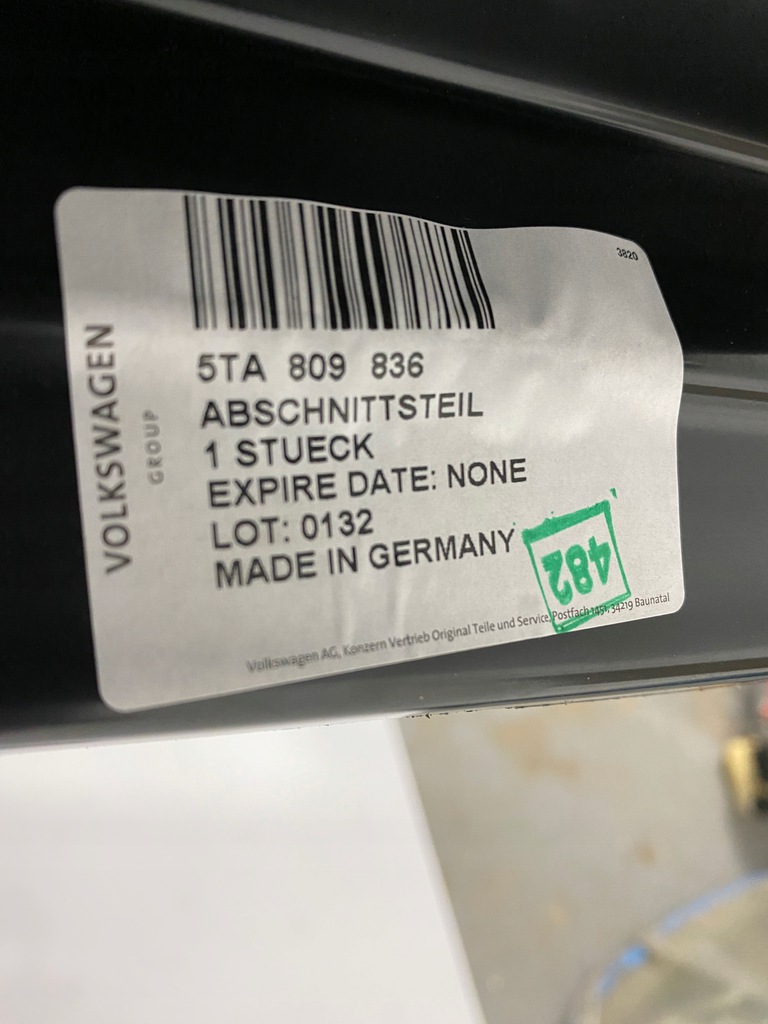 3820
VOLKSWAGEN
GROUP
5TA 809 836
ABSCHNITTSTEIL
1 STUECK
EXPIRE DATE: NONE
LOT: 0132
MADE IN GERMANY
482
Volkswagen AG, Konzern Vertrieb Original Teile und Service, Postfach 1451, 34219 Baunatal